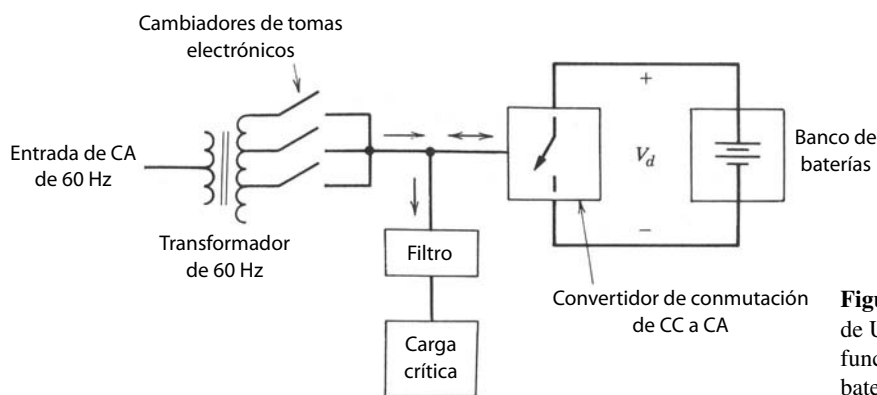 Cambiadores de tomas
electrónicos
Entrada de CA
de 60 Hz
Transformador
de 60 Hz
Filtro
Carga
crítica
+
V_d
−
Banco de
baterías
Convertidor de conmutación
de CC a CA
Figu
de U
func
bate